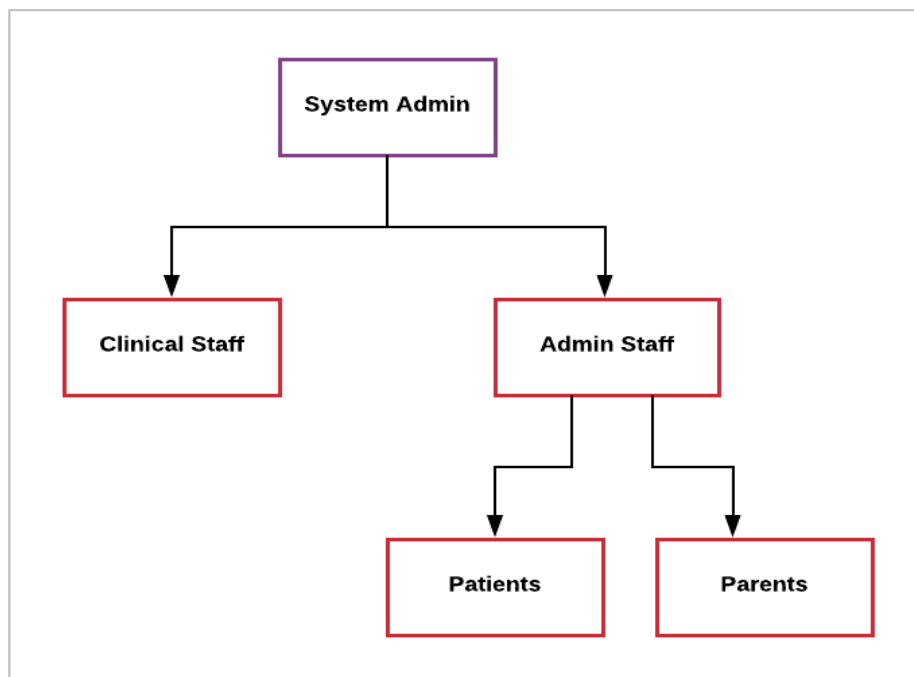 System Admin
Clinical Staff
Admin Staff
Patients
Parents